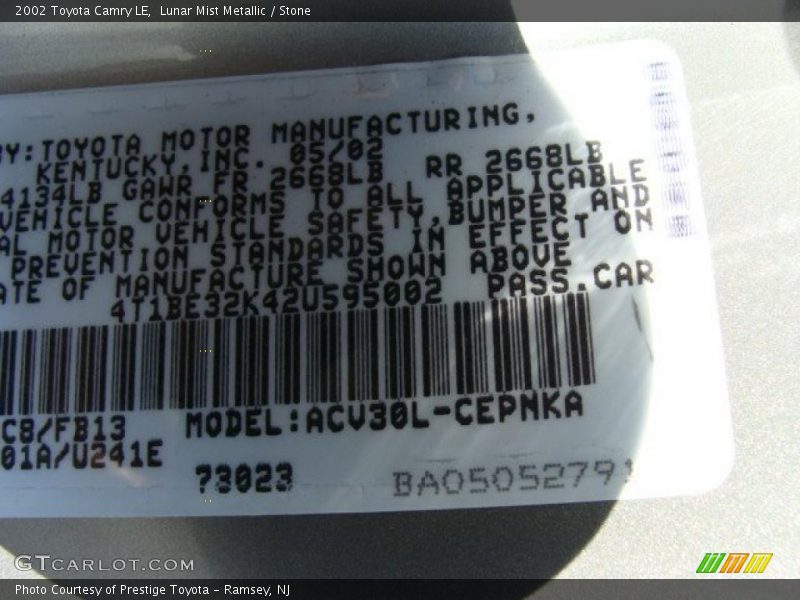 2002 Toyota Camry LE,  Lunar Mist Metallic / Stone
BY:TOYOTA MOTOR MANUFACTURING,
KENTUCKY,INC. 05/02
4134LB GAWR FR 2668LB RR 2668LB
VEHICLE CONFORMS TO ALL APPLICABLE
AL MOTOR VEHICLE SAFETY,BUMPER AND
PREVENTION STANDARDS IN EFFECT ON
ATE OF MANUFACTURE SHOWN ABOVE
4T1BE32K42U595002 PASS.CAR
C8/FB13 MODEL:ACV30L-CEPNKA
01A/U241E
73023 BA05052791
GTCARLOT.COM
Photo Courtesy of Prestige Toyota - Ramsey, NJ